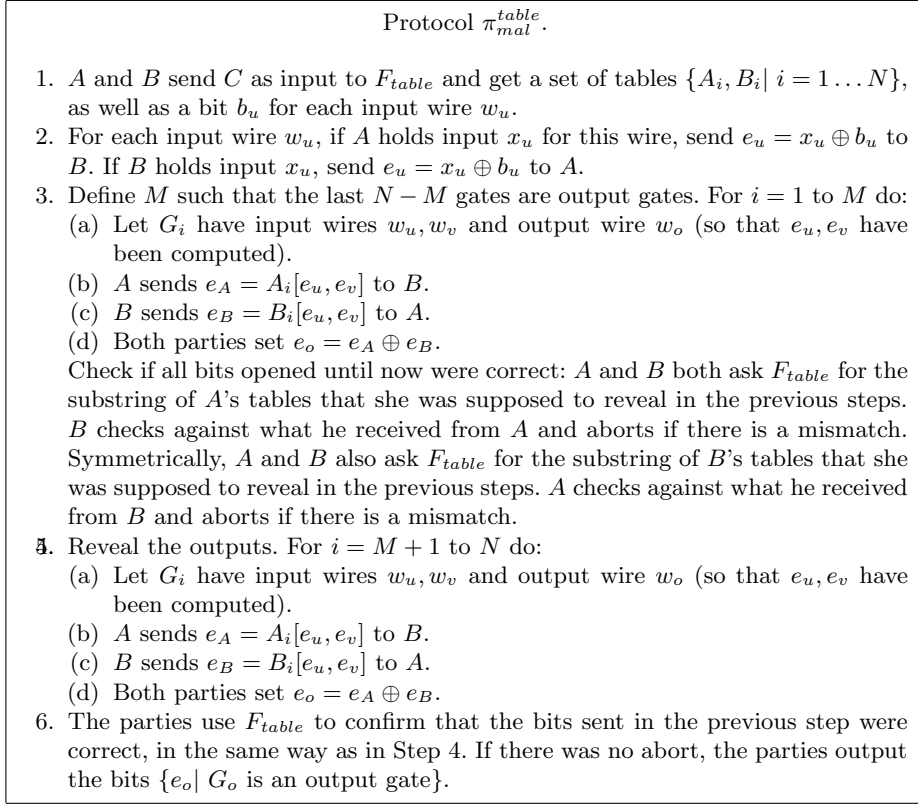 Protocol π_{mal}^{table}.
1. A and B send C as input to F_{table} and get a set of tables {A_i, B_i| i = 1 . . . N},
as well as a bit b_u for each input wire w_u.
2. For each input wire w_u, if A holds input x_u for this wire, send e_u = x_u ⊕ b_u to
B. If B holds input x_u, send e_u = x_u ⊕ b_u to A.
3. Define M such that the last N − M gates are output gates. For i = 1 to M do:
(a) Let G_i have input wires w_u, w_v and output wire w_o (so that e_u, e_v have
been computed).
(b) A sends e_A = A_i[e_u, e_v] to B.
(c) B sends e_B = B_i[e_u, e_v] to A.
(d) Both parties set e_o = e_A ⊕ e_B.
Check if all bits opened until now were correct: A and B both ask F_{table} for the
substring of A's tables that she was supposed to reveal in the previous steps.
B checks against what he received from A and aborts if there is a mismatch.
Symmetrically, A and B also ask F_{table} for the substring of B's tables that she
was supposed to reveal in the previous steps. A checks against what he received
from B and aborts if there is a mismatch.
Reveal the outputs. For i = M + 1 to N do:
(a) Let G_i have input wires w_u, w_v and output wire w_o (so that e_u, e_v have
been computed).
(b) A sends e_A = A_i[e_u, e_v] to B.
(c) B sends e_B = B_i[e_u, e_v] to A.
(d) Both parties set e_o = e_A ⊕ e_B.
6. The parties use F_{table} to confirm that the bits sent in the previous step were
correct, in the same way as in Step 4. If there was no abort, the parties output
the bits {e_o| G_o is an output gate}.